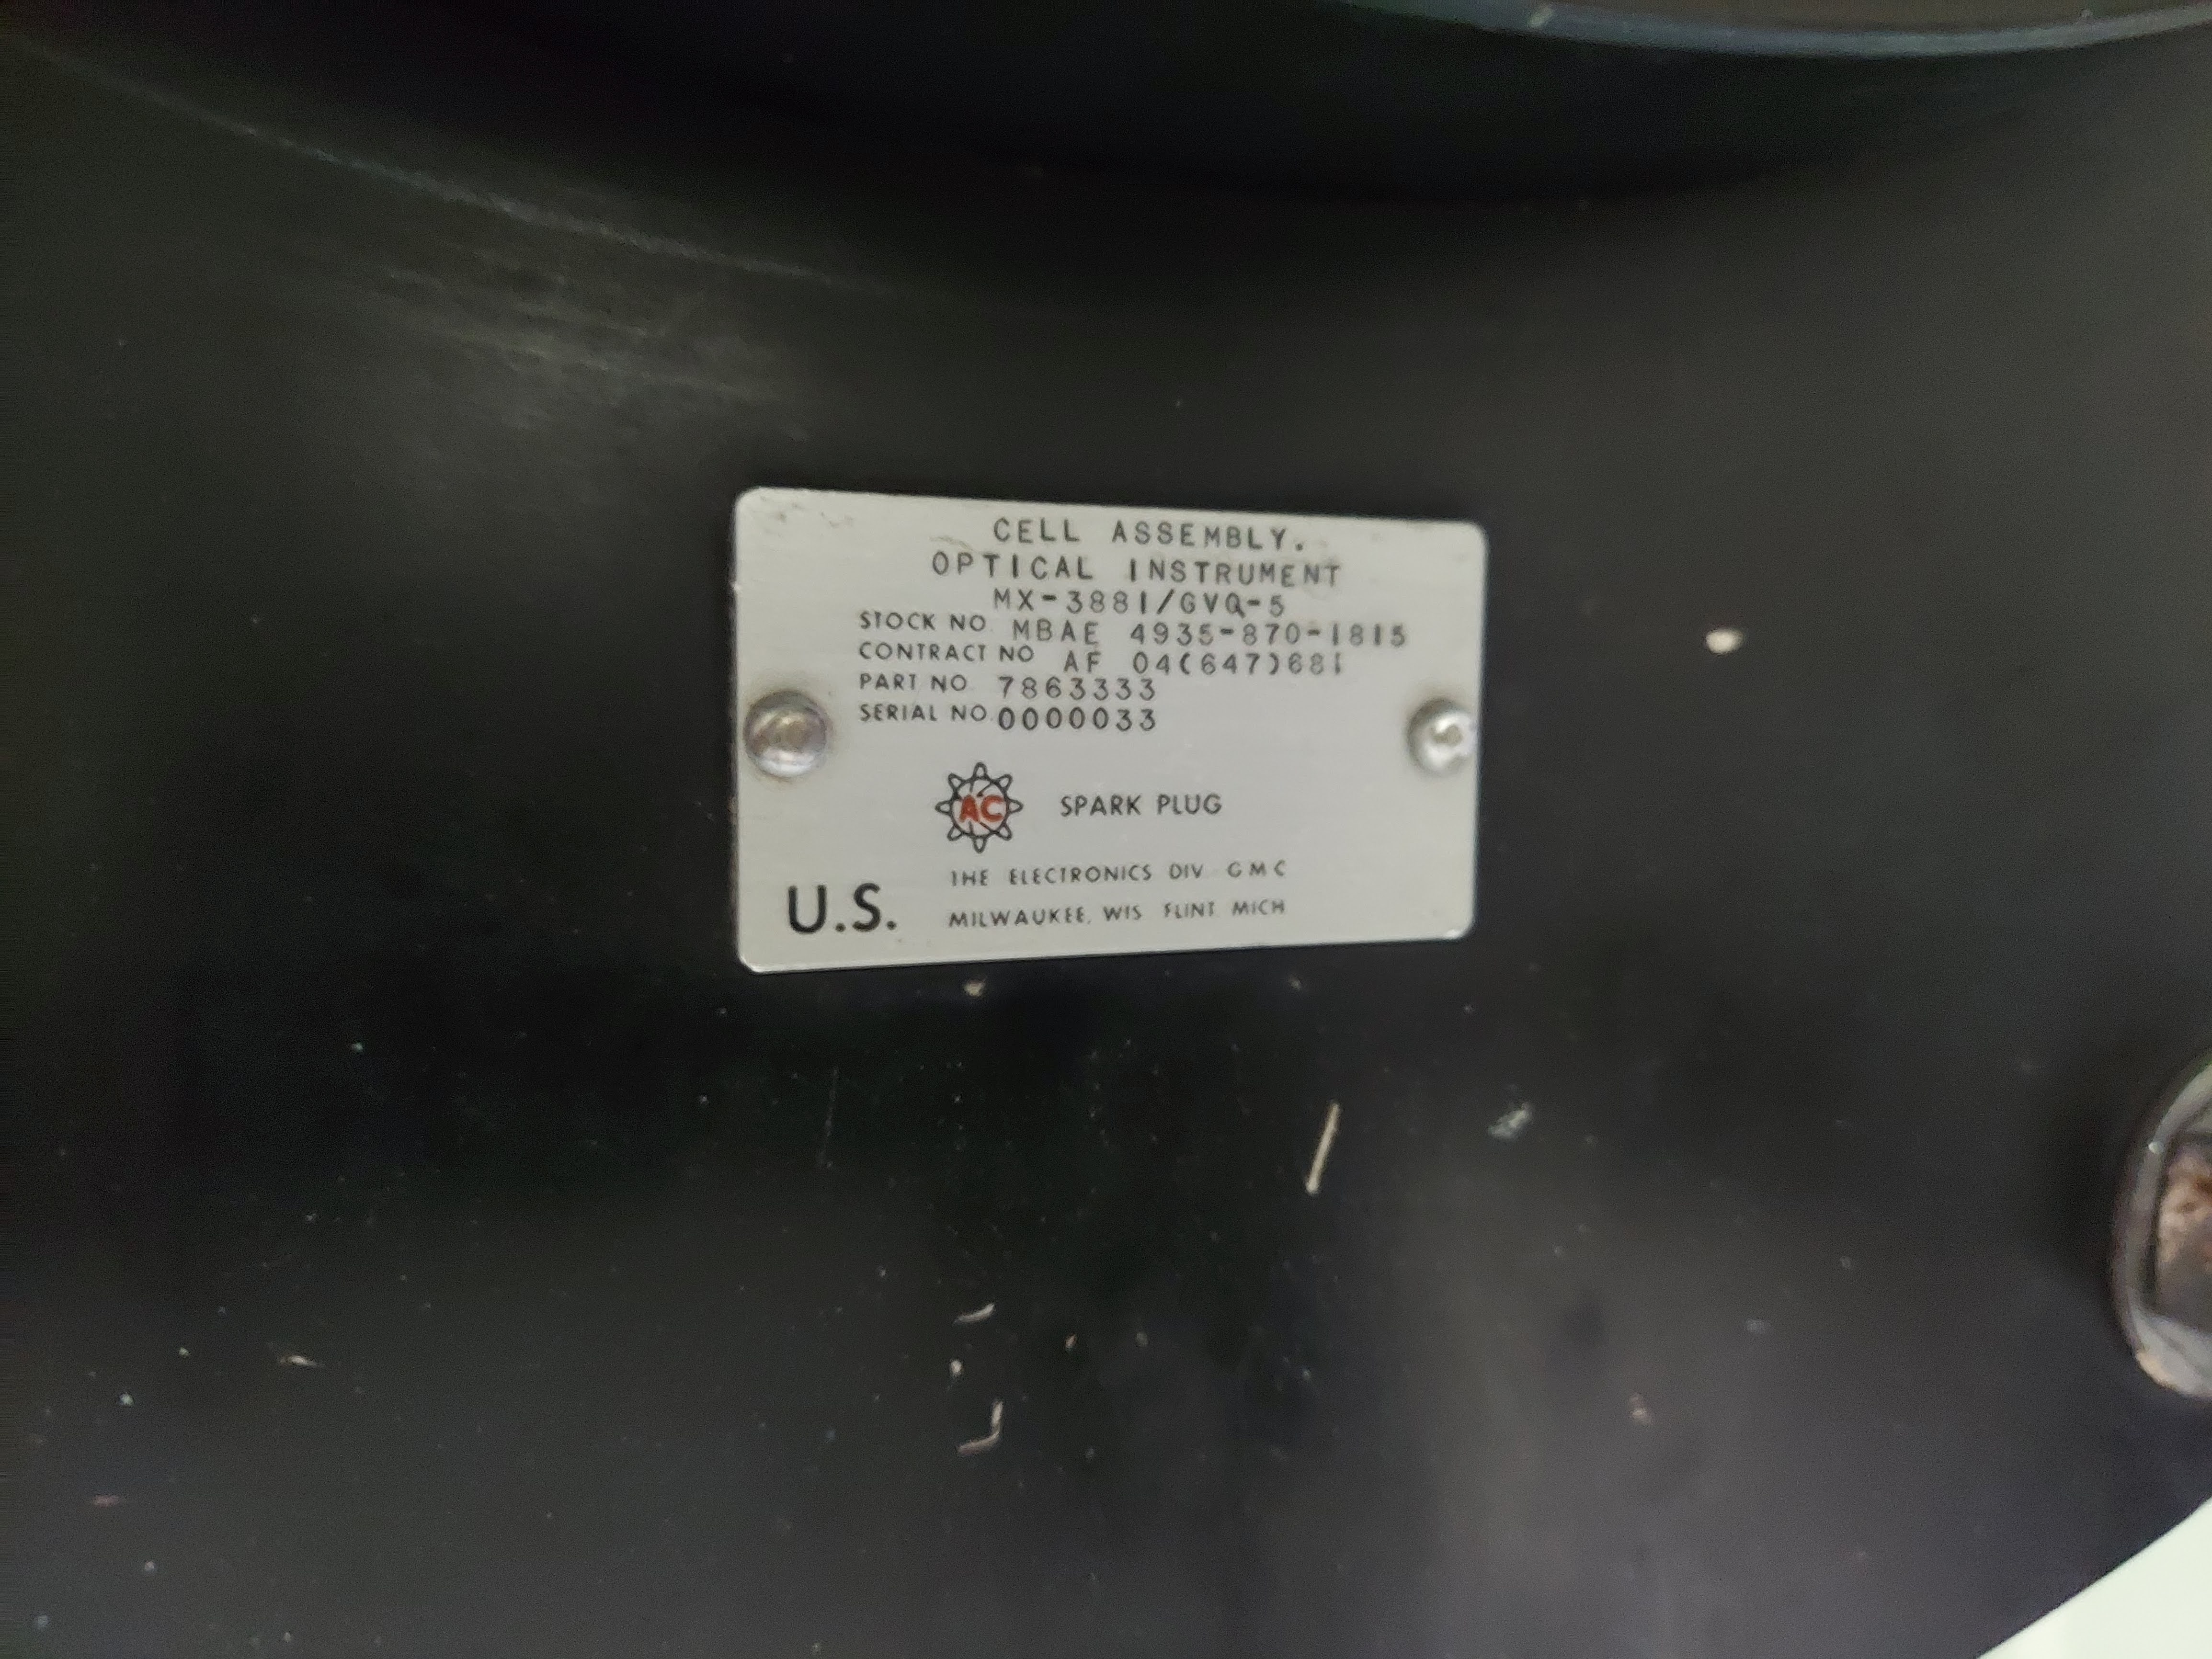 CELL ASSEMBLY.
OPTICAL INSTRUMENT
MX-3881/GVQ-5
STOCK NO. MBAE 4935-870-1815
CONTRACT NO AF 04(647)681
PART NO. 7863333
SERIAL NO. 0000033
AC SPARK PLUG
THE ELECTRONICS DIV. G M C
U.S.
MILWAUKEE, WIS. FLINT, MICH